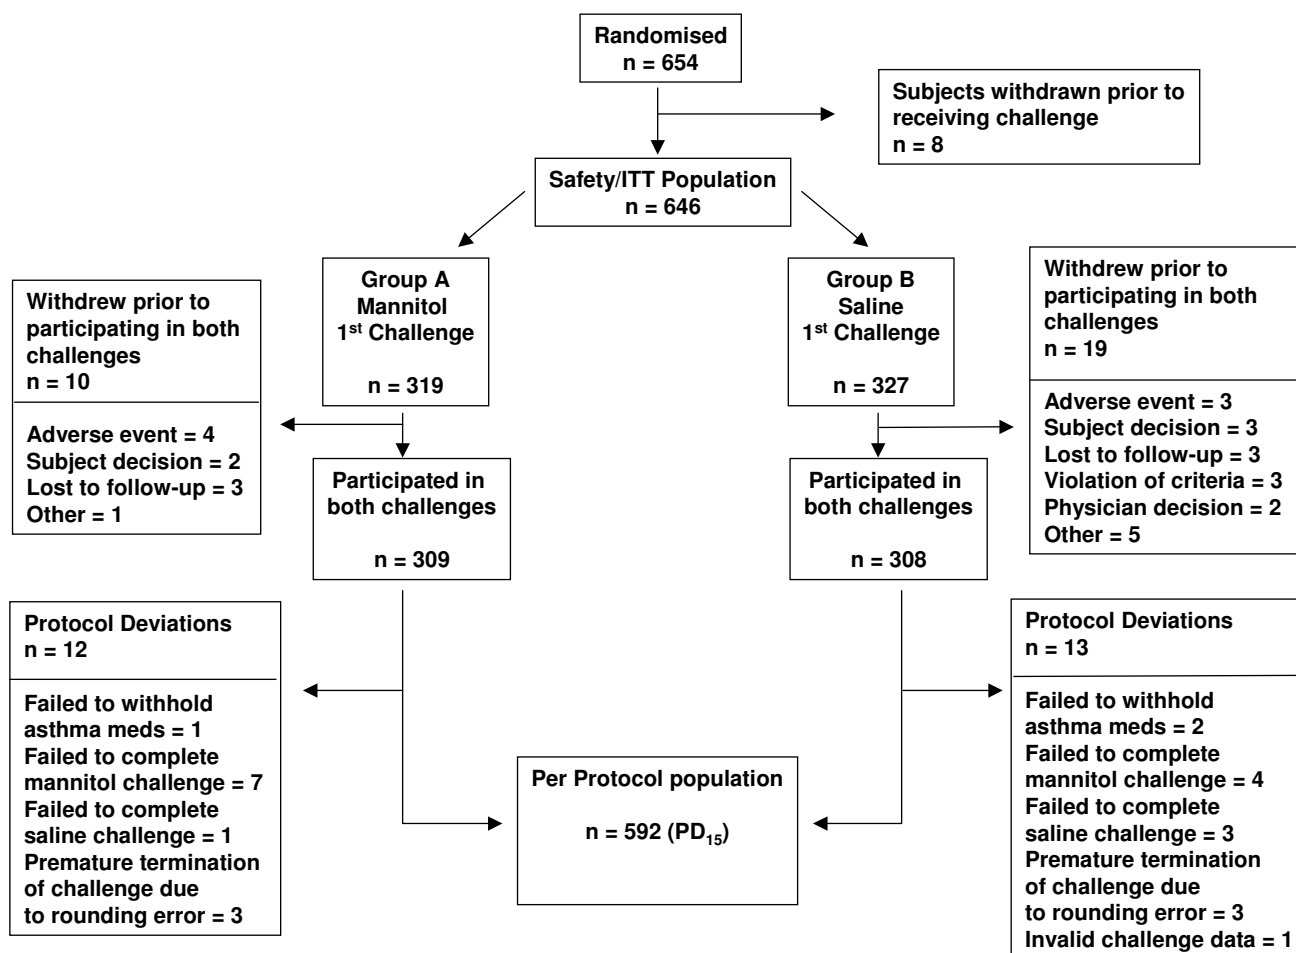 Randomised
n = 654
Subjects withdrawn prior to
receiving challenge
n = 8
Safety/ITT Population
n = 646
Group A
Mannitol
1st Challenge
n = 319
Group B
Saline
1st Challenge
n = 327
Withdrew prior to
participating in both
challenges
n = 10
Adverse event = 4
Subject decision = 2
Lost to follow-up = 3
Other = 1
Withdrew prior to
participating in both
challenges
n = 19
Adverse event = 3
Subject decision = 3
Lost to follow-up = 3
Violation of criteria = 3
Physician decision = 2
Other = 5
Participated in
both challenges
n = 309
Participated in
both challenges
n = 308
Protocol Deviations
n = 12
Failed to withhold
asthma meds = 1
Failed to complete
mannitol challenge = 7
Failed to complete
saline challenge = 1
Premature termination
of challenge due
to rounding error = 3
Per Protocol population
n = 592 (PD15)
Protocol Deviations
n = 13
Failed to withhold
asthma meds = 2
Failed to complete
mannitol challenge = 4
Failed to complete
saline challenge = 3
Premature termination
of challenge due
to rounding error = 3
Invalid challenge data = 1